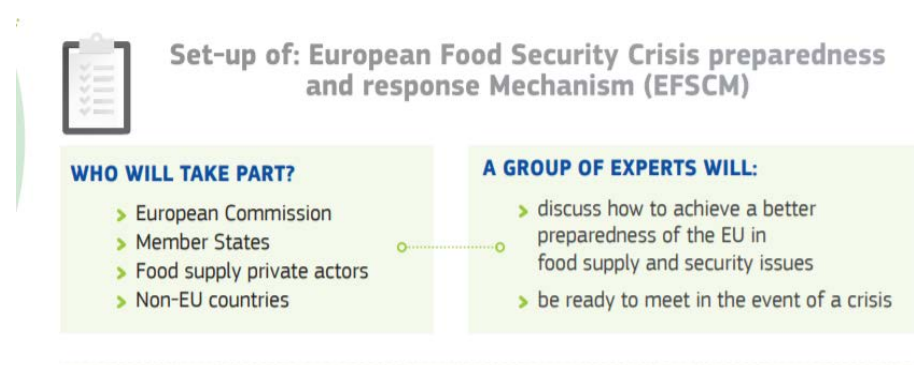 Set-up of: European Food Security Crisis preparedness
and response Mechanism (EFSCM)
WHO WILL TAKE PART?
European Commission
Member States
Food supply private actors
Non-EU countries
A GROUP OF EXPERTS WILL:
discuss how to achieve a better
preparedness of the EU in
food supply and security issues
be ready to meet in the event of a crisis